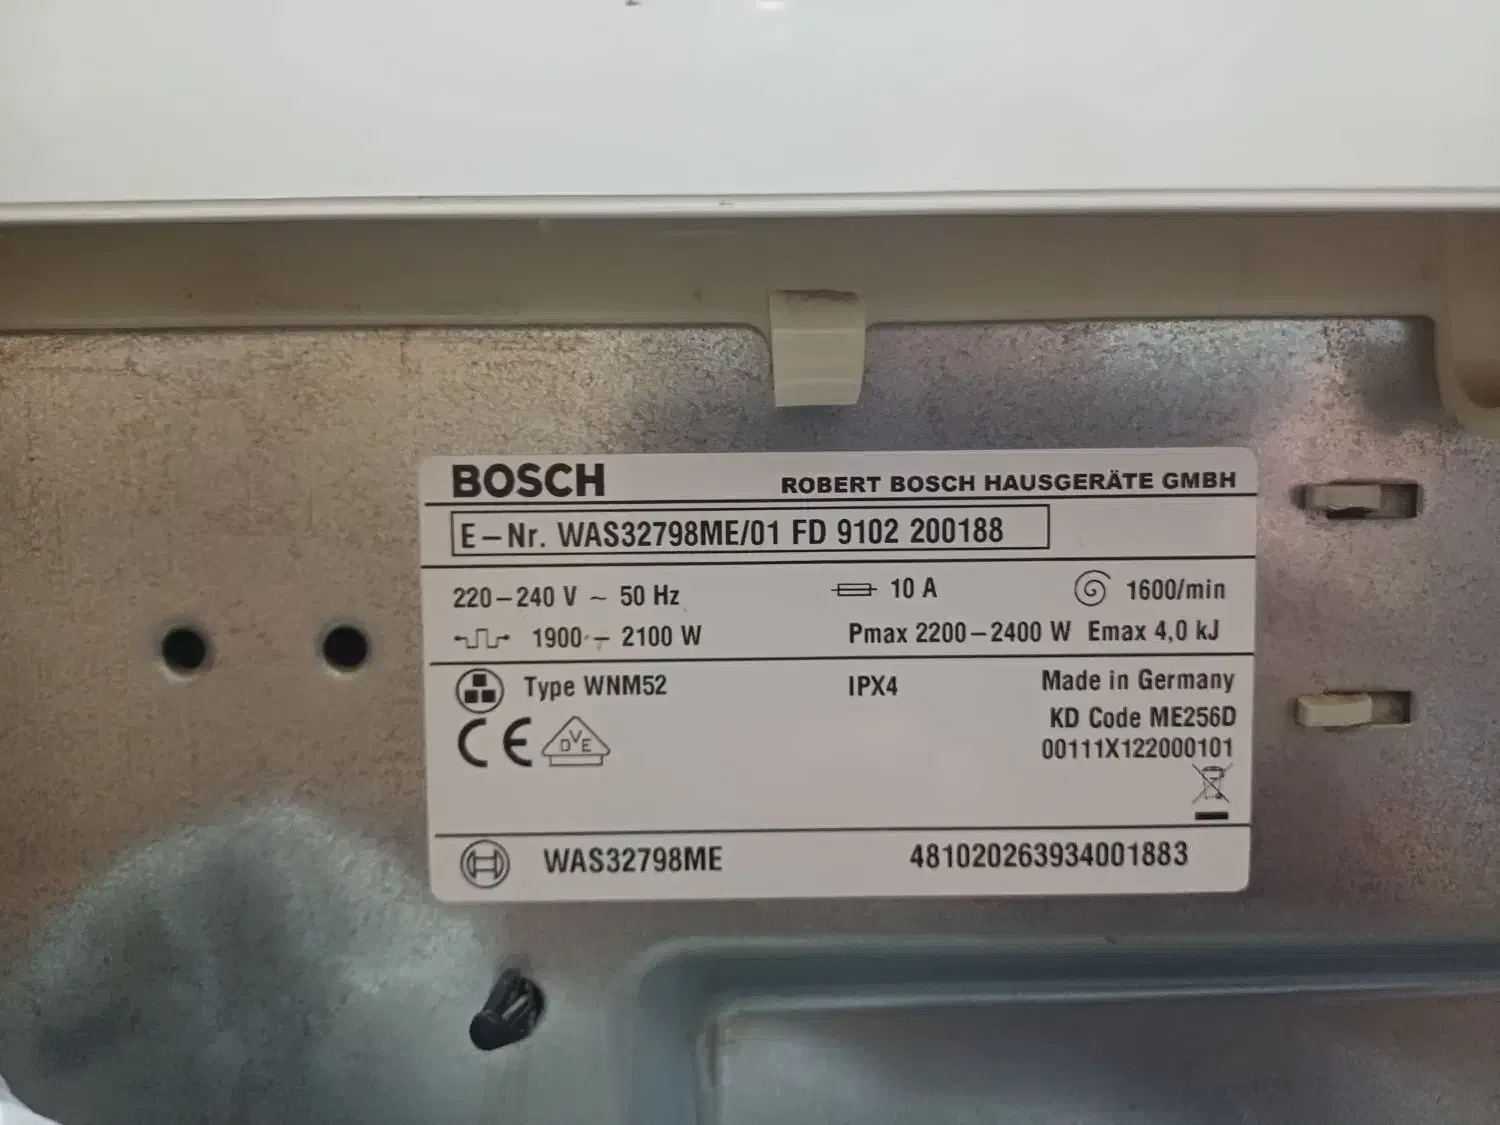 BOSCH ROBERT BOSCH HAUSGERÄTE GMBH
E-Nr. WAS32798ME/01 FD 9102 200188
220-240 V ~ 50 Hz 10 A 1600/min
1900 - 2100 W Pmax 2200-2400 W Emax 4,0 kJ
Type WNM52 IPX4 Made in Germany
KD Code ME256D
CE DVE 00111X122000101
WAS32798ME 481020263934001883